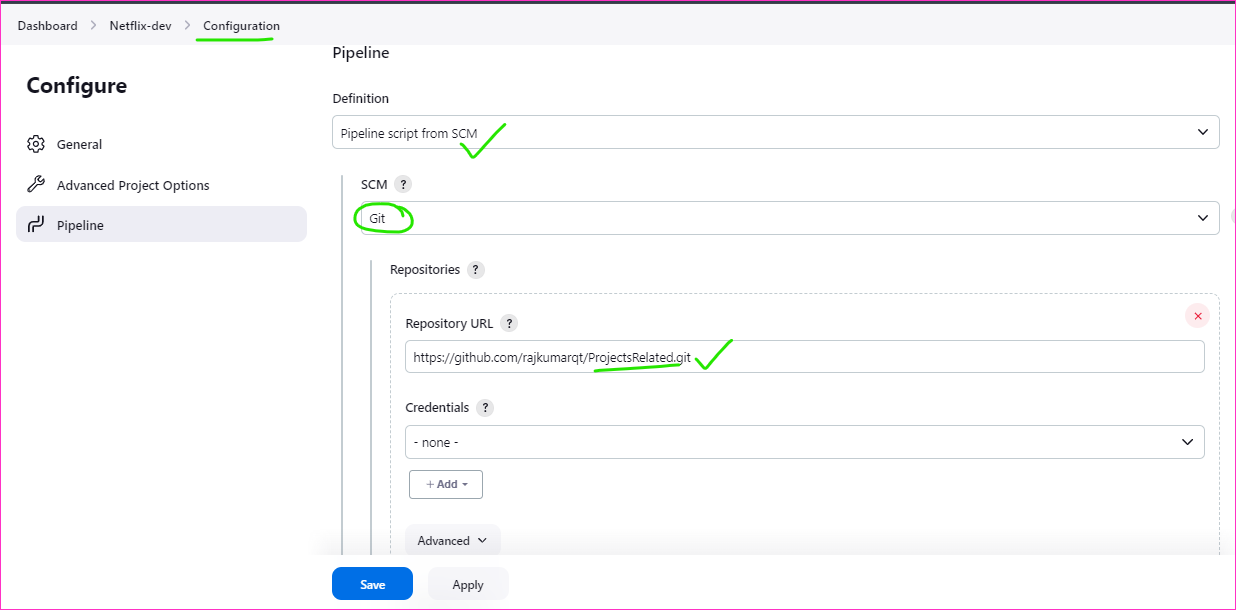 Dashboard > Netflix-dev > Configuration
Configure
General
Advanced Project Options
Pipeline
Pipeline
Definition
Pipeline script from SCM
SCM ?
Git
Repositories ?
Repository URL ?
https://github.com/rajkumarqt/ProjectsRelated.git
Credentials ?
- none -
+ Add
Advanced
Save Apply